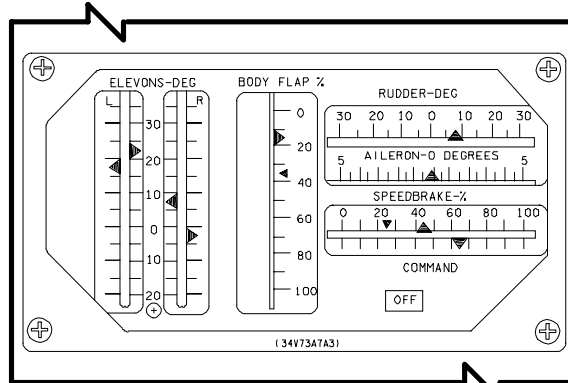 ELEVONS-DEG
L R
30
20
10
0
10
20
BODY FLAP %
0
20
40
60
80
100
RUDDER-DEG
30 20 10 0 10 20 30
AILERON-0 DEGREES
5 5
SPEEDBRAKE-%
0 20 40 60 80 100
COMMAND
OFF
(34V73A7A3)